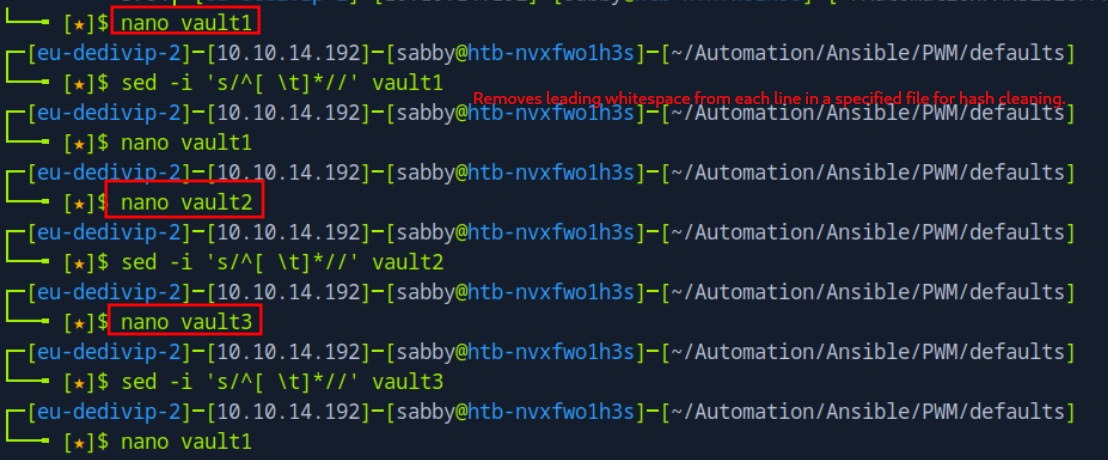 [★]$ nano vault1
[eu-dedivip-2]─[10.10.14.192]─[sabby@htb-nvxfwo1h3s]─[~/Automation/Ansible/PWM/defaults]
[★]$ sed -i 's/^[ \t]*//' vault1
Removes leading whitespace from each line in a specified file for hash cleaning.
[eu-dedivip-2]─[10.10.14.192]─[sabby@htb-nvxfwo1h3s]─[~/Automation/Ansible/PWM/defaults]
[★]$ nano vault1
[eu-dedivip-2]─[10.10.14.192]─[sabby@htb-nvxfwo1h3s]─[~/Automation/Ansible/PWM/defaults]
[★]$ nano vault2
[eu-dedivip-2]─[10.10.14.192]─[sabby@htb-nvxfwo1h3s]─[~/Automation/Ansible/PWM/defaults]
[★]$ sed -i 's/^[ \t]*//' vault2
[eu-dedivip-2]─[10.10.14.192]─[sabby@htb-nvxfwo1h3s]─[~/Automation/Ansible/PWM/defaults]
[★]$ nano vault3
[eu-dedivip-2]─[10.10.14.192]─[sabby@htb-nvxfwo1h3s]─[~/Automation/Ansible/PWM/defaults]
[★]$ sed -i 's/^[ \t]*//' vault3
[eu-dedivip-2]─[10.10.14.192]─[sabby@htb-nvxfwo1h3s]─[~/Automation/Ansible/PWM/defaults]
[★]$ nano vault1